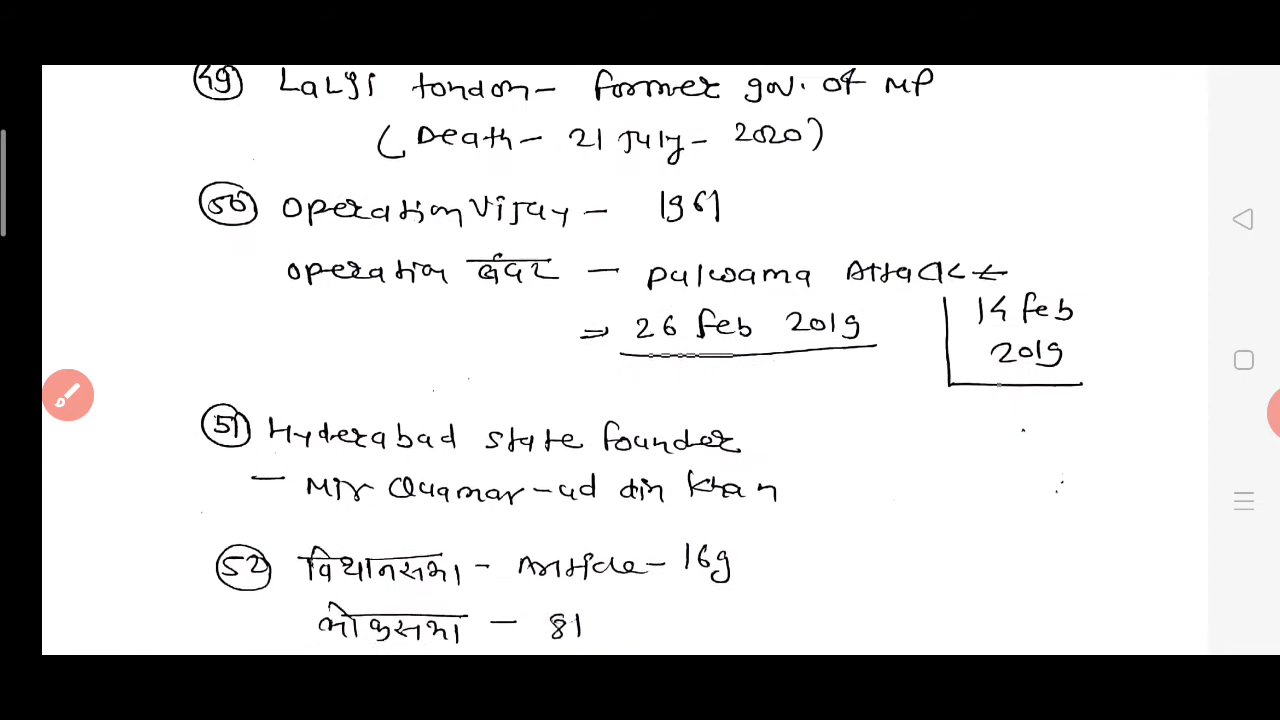 (49) Lalji tondon - former gov. of MP
(Death - 21 July - 2020)
(50) Operation Vijay - 1961
Operation बंदर - Pulwama Attack ←
⇒ 26 feb 2019
14 feb
2019
(51) Hyderabad state founder
- Mir Quamar-ud din Khan
(52) विधानसभा - Article - 169
लोकसभा - 81